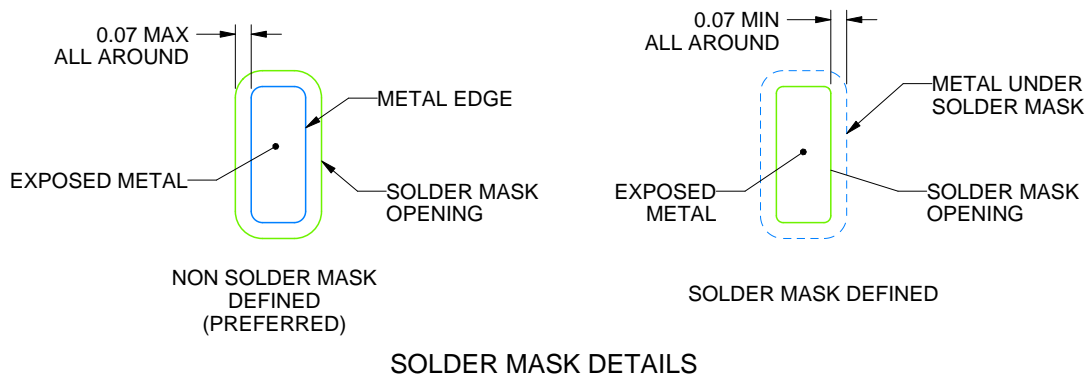 0.07 MAX
ALL AROUND
METAL EDGE
EXPOSED METAL
SOLDER MASK
OPENING
NON SOLDER MASK
DEFINED
(PREFERRED)
0.07 MIN
ALL AROUND
METAL UNDER
SOLDER MASK
EXPOSED
METAL
SOLDER MASK
OPENING
SOLDER MASK DEFINED
SOLDER MASK DETAILS